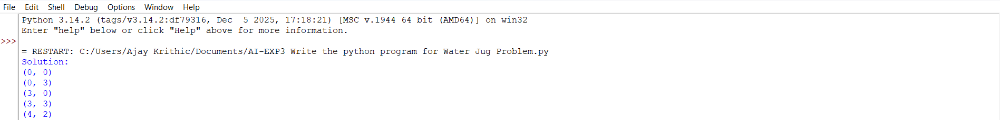 File Edit Shell Debug Options Window Help
Python 3.14.2 (tags/v3.14.2:df79316, Dec  5 2025, 17:18:21) [MSC v.1944 64 bit (AMD64)] on win32
Enter "help" below or click "Help" above for more information.
>>>
= RESTART: C:/Users/Ajay Krithic/Documents/AI-EXP3 Write the python program for Water Jug Problem.py
Solution:
(0, 0)
(0, 3)
(3, 0)
(3, 3)
(4, 2)